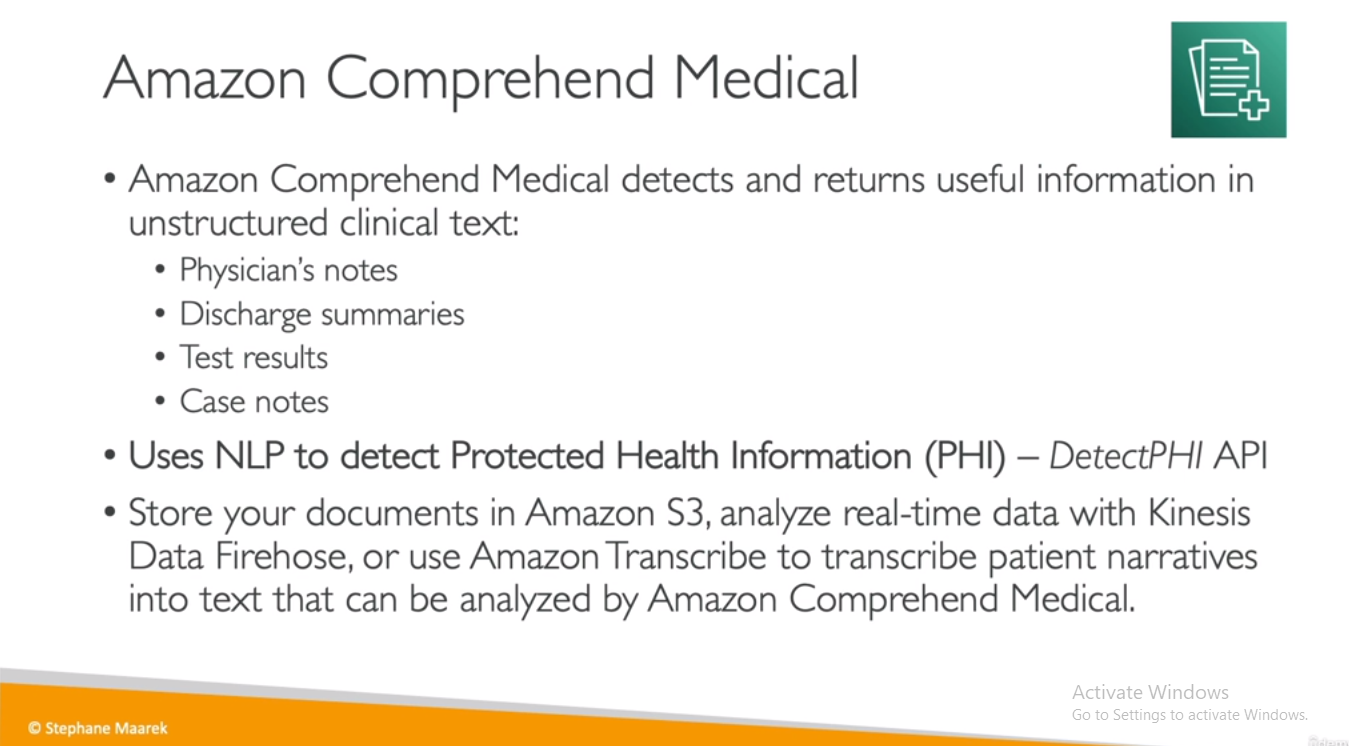 Amazon Comprehend Medical
• Amazon Comprehend Medical detects and returns useful information in
unstructured clinical text:
• Physician's notes
• Discharge summaries
• Test results
• Case notes
• Uses NLP to detect Protected Health Information (PHI) – DetectPHI API
• Store your documents in Amazon S3, analyze real-time data with Kinesis
Data Firehose, or use Amazon Transcribe to transcribe patient narratives
into text that can be analyzed by Amazon Comprehend Medical.
Activate Windows
Go to Settings to activate Windows.
© Stephane Maarek